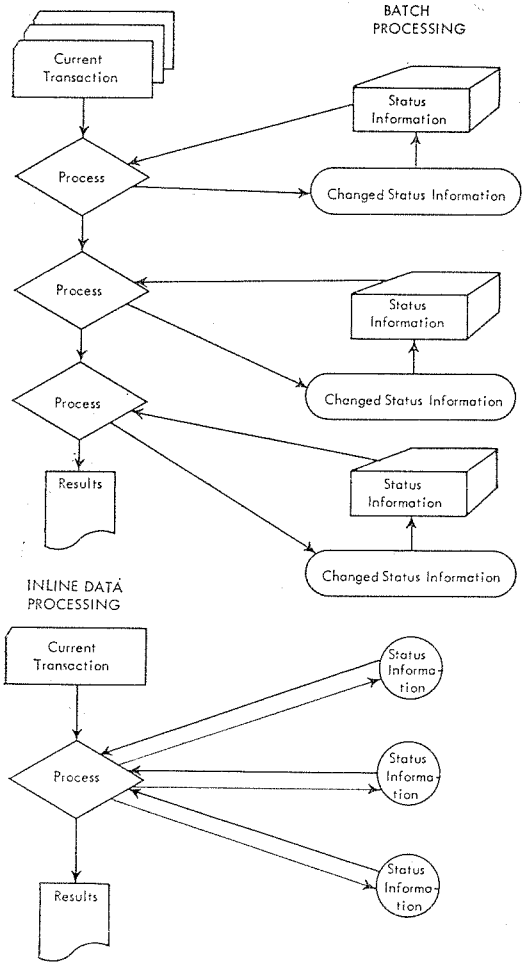 BATCH
PROCESSING
Current
Transaction
Status
Information
Process
Changed Status Information
Process
Status
Information
Changed Status Information
Process
Status
Information
Results
Changed Status Information
INLINE DATA
PROCESSING
Current
Transaction
Status
Informa-
tion
Process
Status
Informa-
tion
Results
Status
Informa-
tion